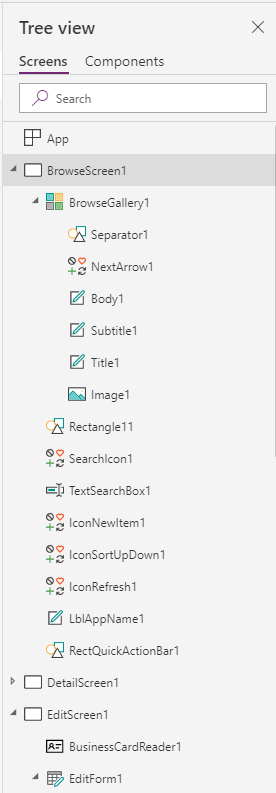 Tree view
Screens Components
Search
App
BrowseScreen1
BrowseGallery1
Separator1
NextArrow1
Body1
Subtitle1
Title1
Image1
Rectangle11
SearchIcon1
TextSearchBox1
IconNewItem1
IconSortUpDown1
IconRefresh1
LblAppName1
RectQuickActionBar1
DetailScreen1
EditScreen1
BusinessCardReader1
EditForm1